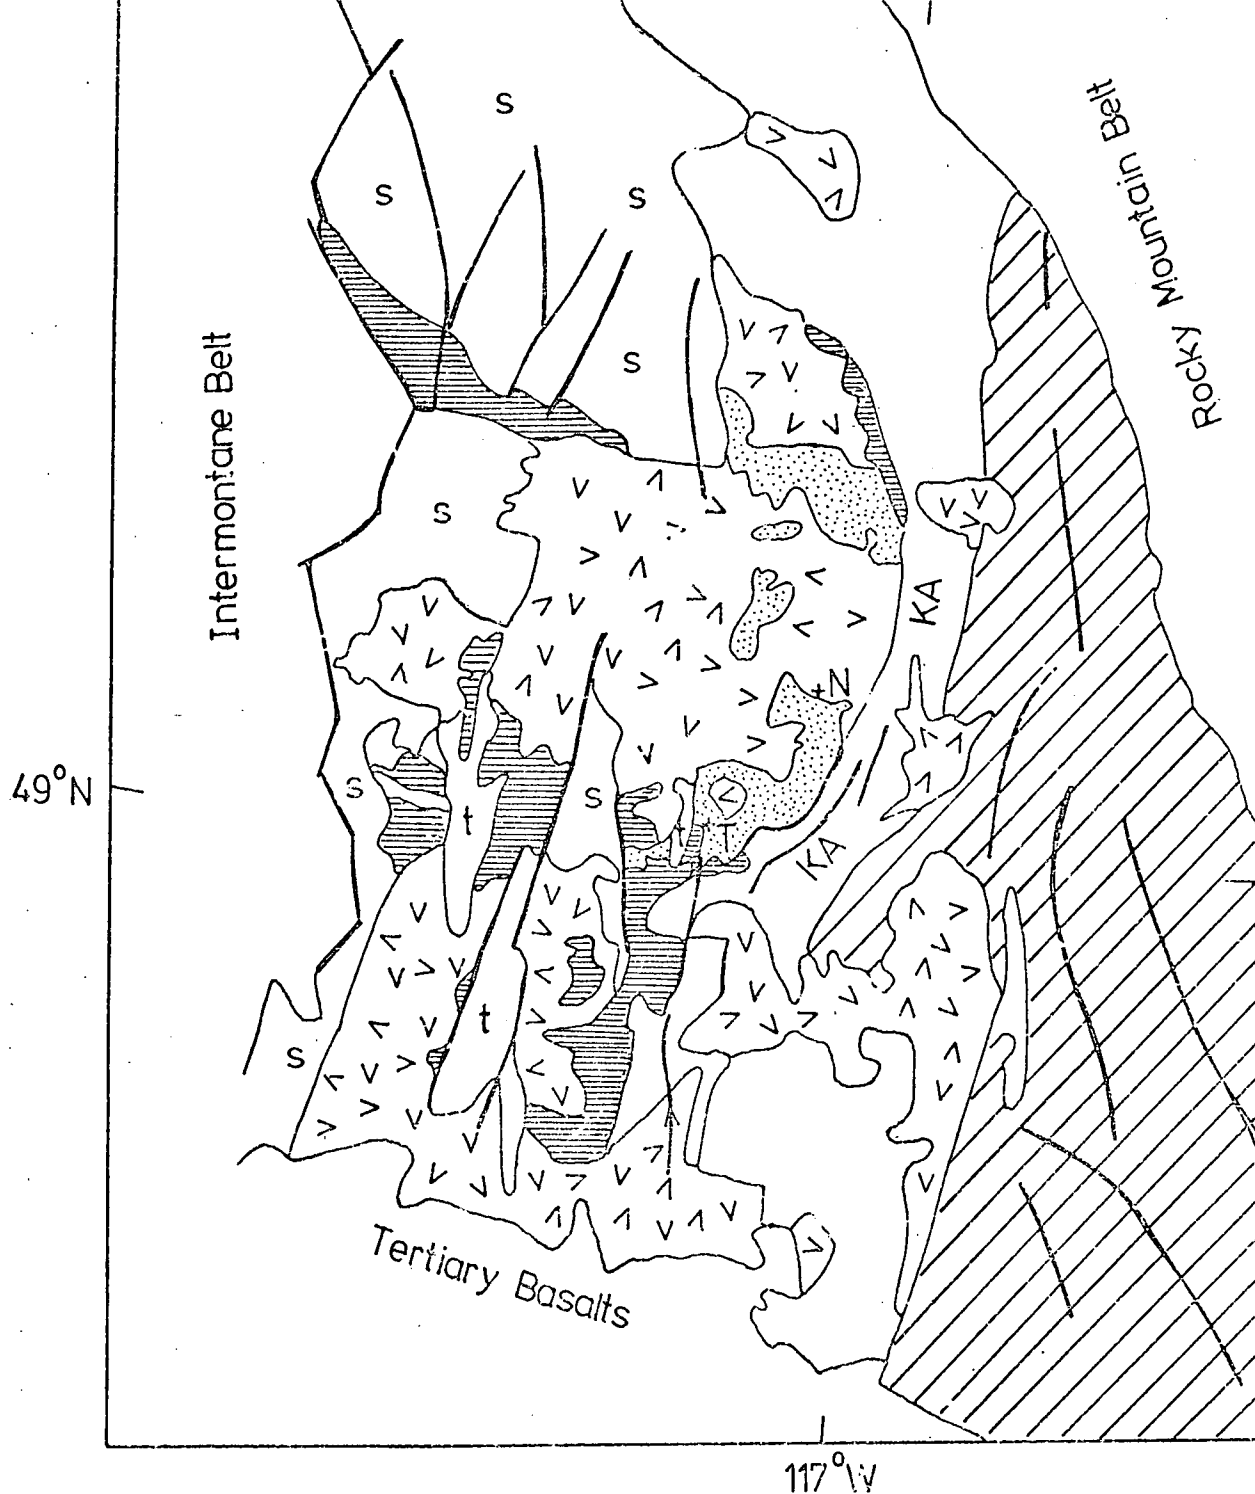 s
s
s
Rocky Mountain Belt
Intermontane Belt
s
s
KA
+N
49°N
s
s
t
t
T
KA
t
s
Tertiary Basalts
117°W